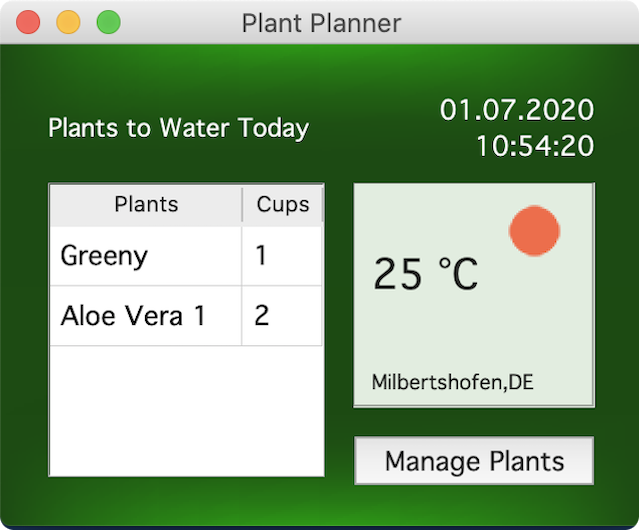 Plant Planner
Plants to Water Today
01.07.2020
10:54:20
Plants Cups
Greeny 1
Aloe Vera 1 2
25 °C
Milbertshofen,DE
Manage Plants